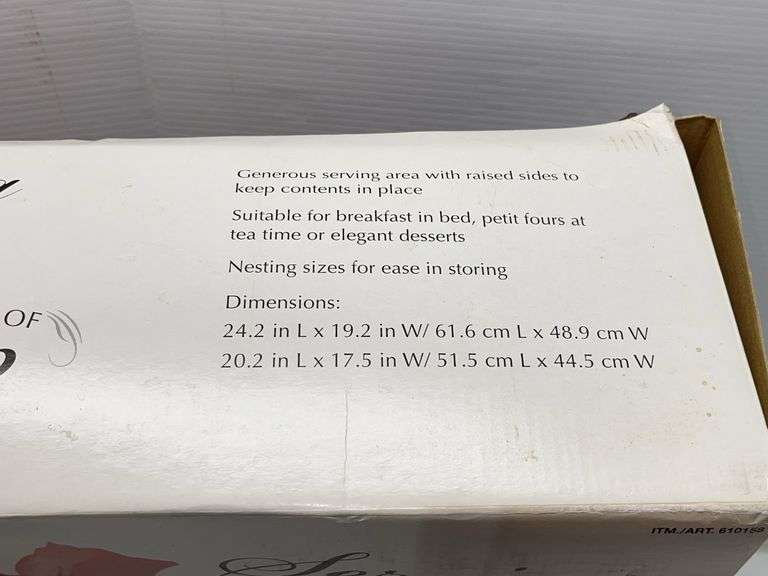 Generous serving area with raised sides to
keep contents in place
Suitable for breakfast in bed, petit fours at
tea time or elegant desserts
Nesting sizes for ease in storing
Dimensions:
OF
24.2 in L x 19.2 in W/ 61.6 cm L x 48.9 cm W
20.2 in L x 17.5 in W/ 51.5 cm L x 44.5 cm W
ITM./ART. 610158